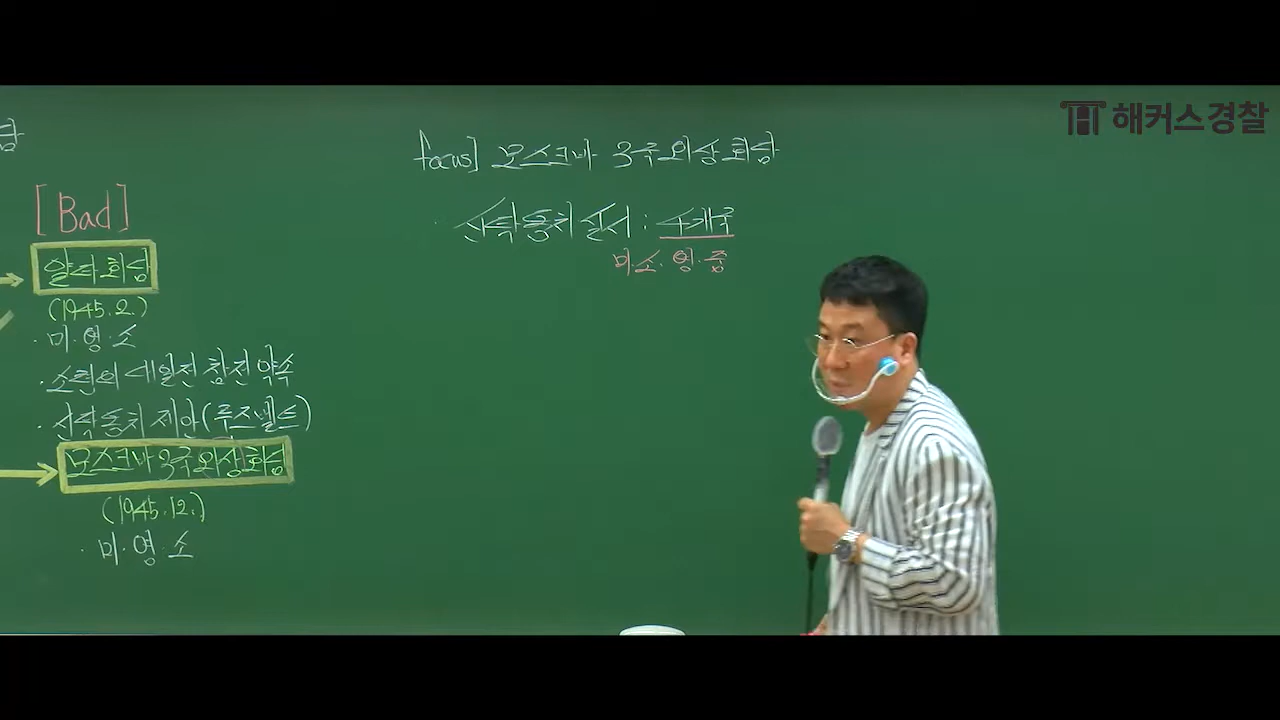 해커스경찰
담
[Bad]
얄타회담
(1945.2.)
· 미·영·소
· 소련의 대일전 참전 약속
· 신탁통치 제안(루즈벨트)
모스크바 3국 외상회담
(1945.12.)
· 미·영·소
focus] 모스크바 3국외상회담
· 신탁통치 실시 : 4개국
미·소·영·중